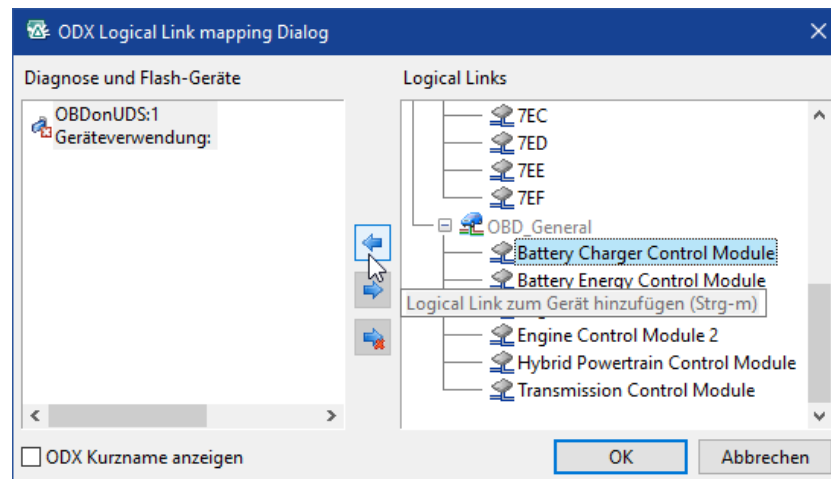 ODX Logical Link mapping Dialog
Diagnose und Flash-Geräte
Logical Links
OBDonUDS:1
Geräteverwendung:
7EC
7ED
7EE
7EF
OBD_General
Battery Charger Control Module
Battery Energy Control Module
Logical Link zum Gerät hinzufügen (Strg-m)
Engine Control Module 2
Hybrid Powertrain Control Module
Transmission Control Module
ODX Kurzname anzeigen
OK
Abbrechen